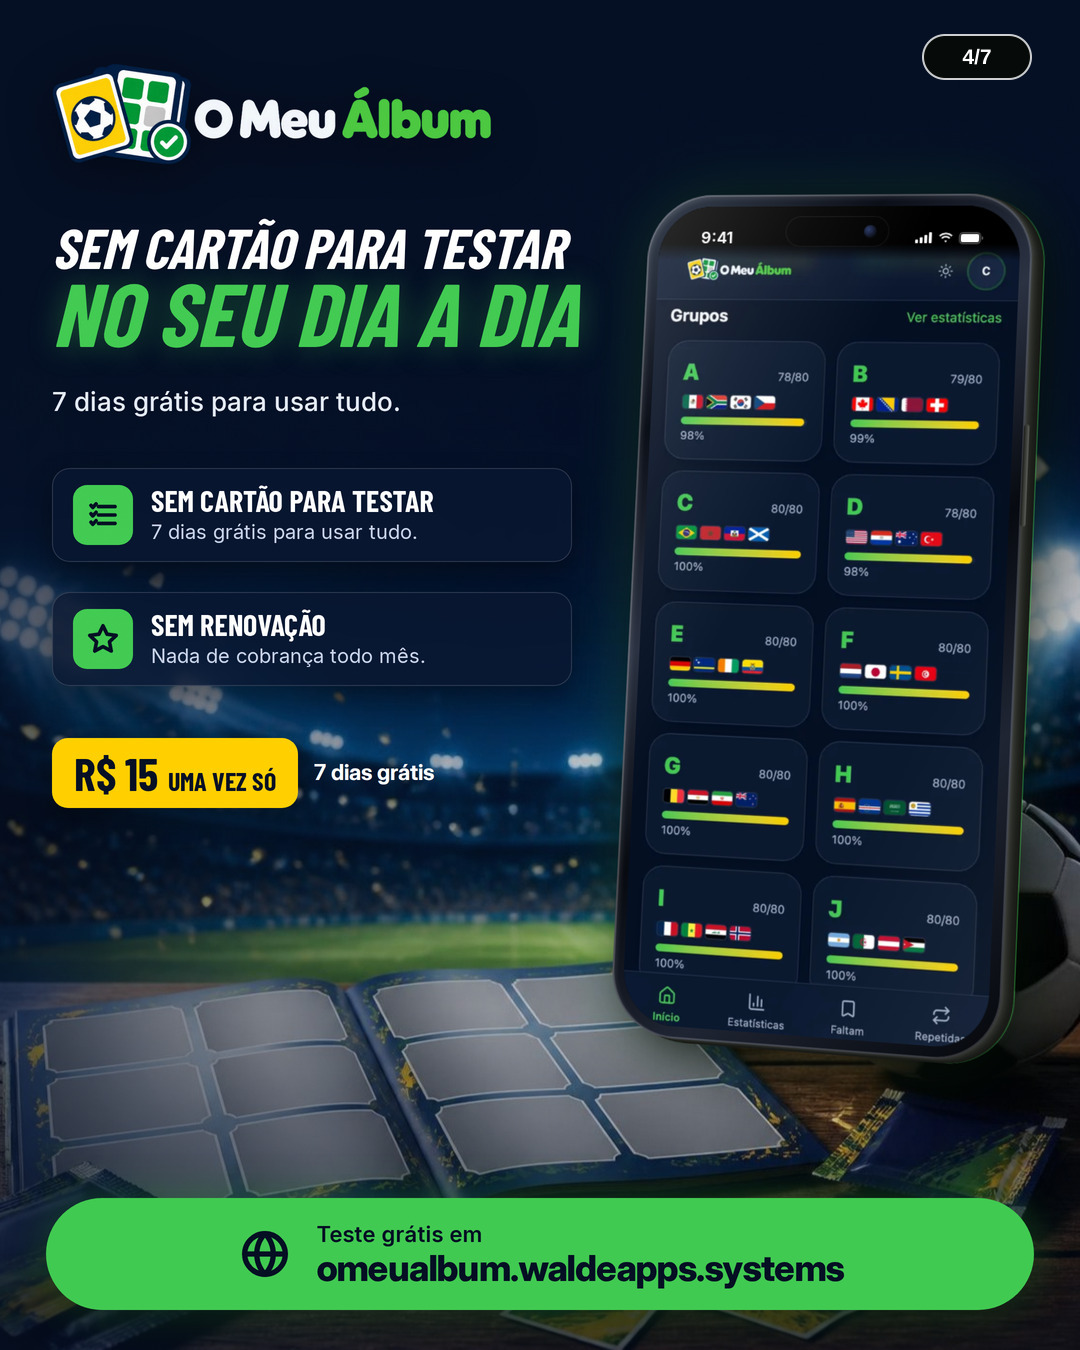 4/7
O Meu Álbum
SEM CARTÃO PARA TESTAR
NO SEU DIA A DIA
7 dias grátis para usar tudo.
SEM CARTÃO PARA TESTAR
7 dias grátis para usar tudo.
SEM RENOVAÇÃO
Nada de cobrança todo mês.
R$ 15 UMA VEZ SÓ
7 dias grátis
9:41
O Meu Álbum
C
Grupos
Ver estatísticas
A
78/80
98%
B
79/80
99%
C
80/80
100%
D
78/80
98%
E
80/80
100%
F
80/80
100%
G
80/80
100%
H
80/80
100%
I
80/80
100%
J
80/80
100%
Início
Estatísticas
Faltam
Repetidas
Teste grátis em
omeualbum.waldeapps.systems